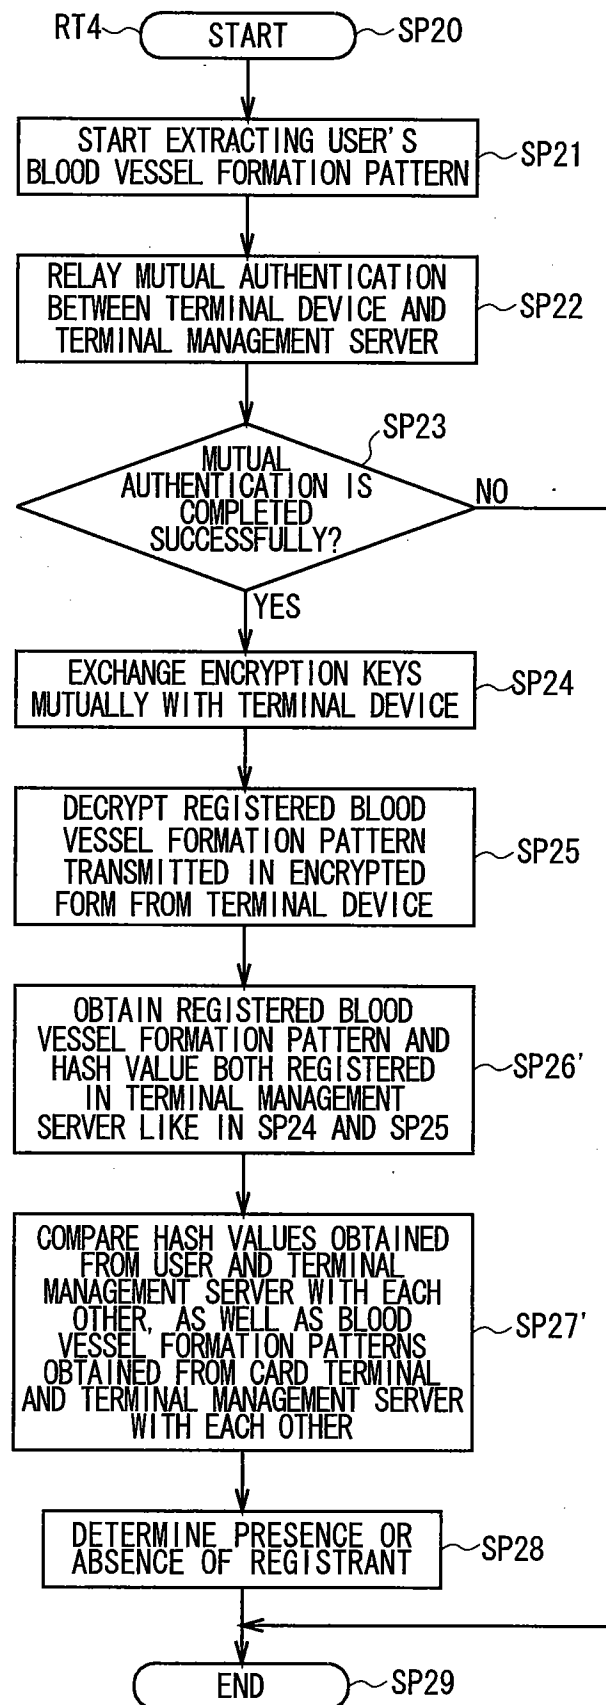 RT4
START
SP20
START EXTRACTING USER'S
BLOOD VESSEL FORMATION PATTERN
SP21
RELAY MUTUAL AUTHENTICATION
BETWEEN TERMINAL DEVICE AND
TERMINAL MANAGEMENT SERVER
SP22
SP23
MUTUAL
AUTHENTICATION IS
COMPLETED
SUCCESSFULLY?
NO
YES
EXCHANGE ENCRYPTION KEYS
MUTUALLY WITH TERMINAL DEVICE
SP24
DECRYPT REGISTERED BLOOD
VESSEL FORMATION PATTERN
TRANSMITTED IN ENCRYPTED
FORM FROM TERMINAL DEVICE
SP25
OBTAIN REGISTERED BLOOD
VESSEL FORMATION PATTERN AND
HASH VALUE BOTH REGISTERED
IN TERMINAL MANAGEMENT
SERVER LIKE IN SP24 AND SP25
SP26'
COMPARE HASH VALUES OBTAINED
FROM USER AND TERMINAL
MANAGEMENT SERVER WITH EACH
OTHER, AS WELL AS BLOOD
VESSEL FORMATION PATTERNS
OBTAINED FROM CARD TERMINAL
AND TERMINAL MANAGEMENT SERVER
WITH EACH OTHER
SP27'
DETERMINE PRESENCE OR
ABSENCE OF REGISTRANT
SP28
END
SP29